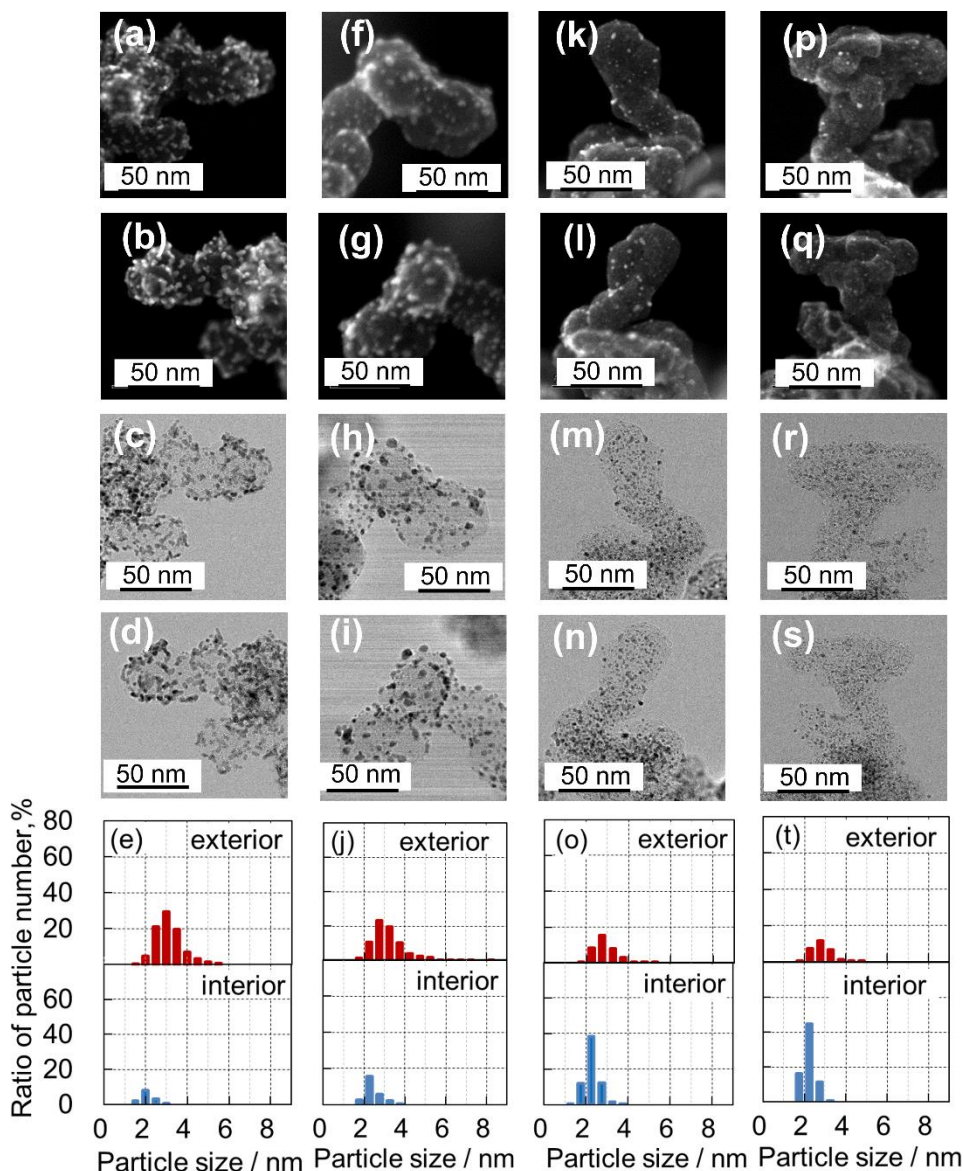 (a) (f) (k) (p)
50 nm 50 nm 50 nm 50 nm
(b) (g) (l) (q)
50 nm 50 nm 50 nm 50 nm
(c) (h) (m) (r)
50 nm 50 nm 50 nm 50 nm
(d) (i) (n) (s)
50 nm 50 nm 50 nm 50 nm
Ratio of particle number, %
80
60
40
20
60
40
20
0
(e) exterior
interior
(j) exterior
interior
(o) exterior
interior
(t) exterior
interior
0 2 4 6 8 0 2 4 6 8 0 2 4 6 8 0 2 4 6 8
Particle size / nm Particle size / nm Particle size / nm Particle size / nm